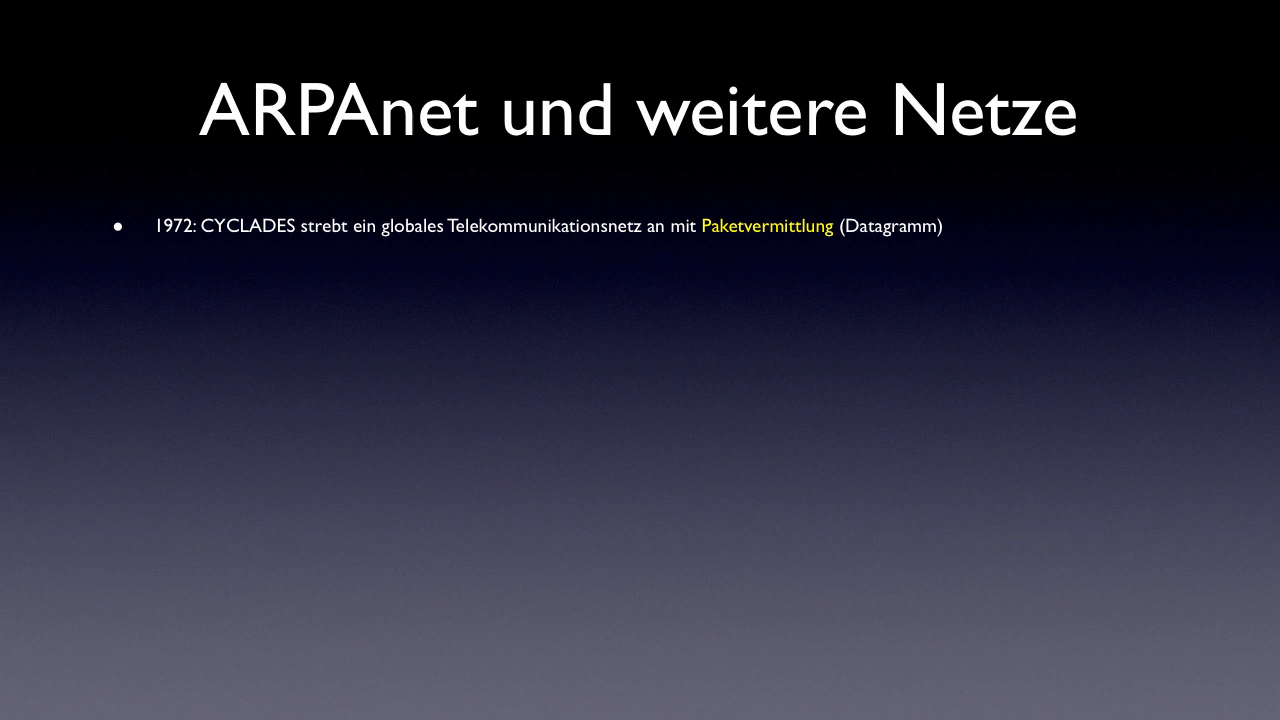 ARPAnet und weitere Netze
• 1972: CYCLADES strebt ein globales Telekommunikationsnetz an mit Paketvermittlung (Datagramm)